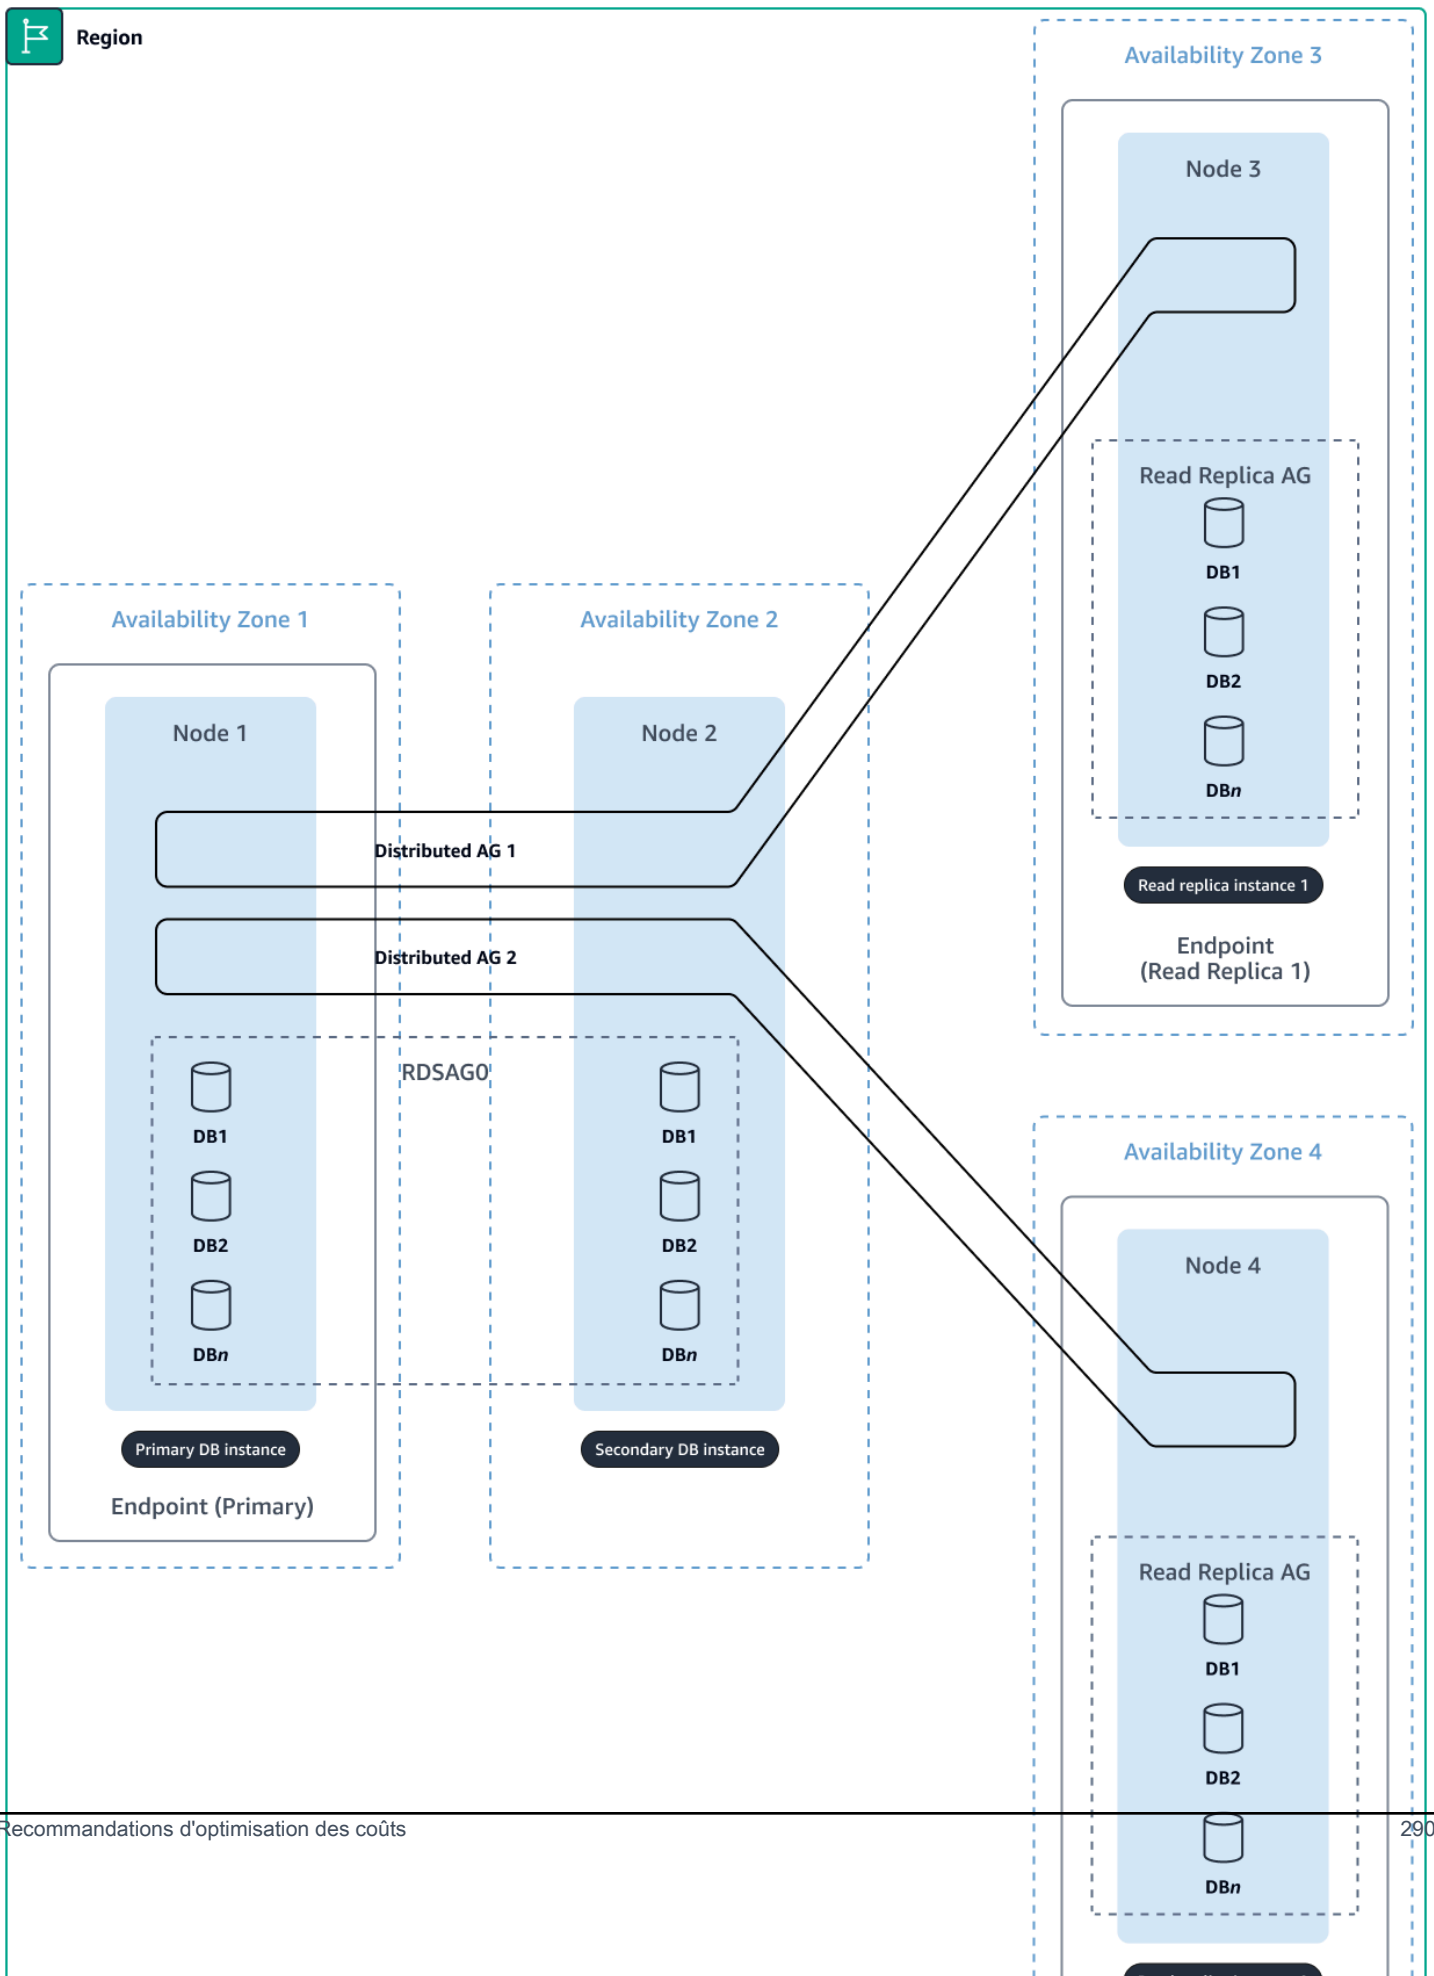 Region
Availability Zone 3
Node 3
Read Replica AG
DB1
DB2
DBn
Read replica instance 1
Endpoint
(Read Replica 1)
Availability Zone 1
Node 1
Availability Zone 2
Node 2
Distributed AG 1
Distributed AG 2
RDSAG0
DB1
DB2
DBn
DB1
DB2
DBn
Primary DB instance
Endpoint (Primary)
Secondary DB instance
Availability Zone 4
Node 4
Read Replica AG
DB1
DB2
DBn
Recommandations d'optimisation des coûts
290